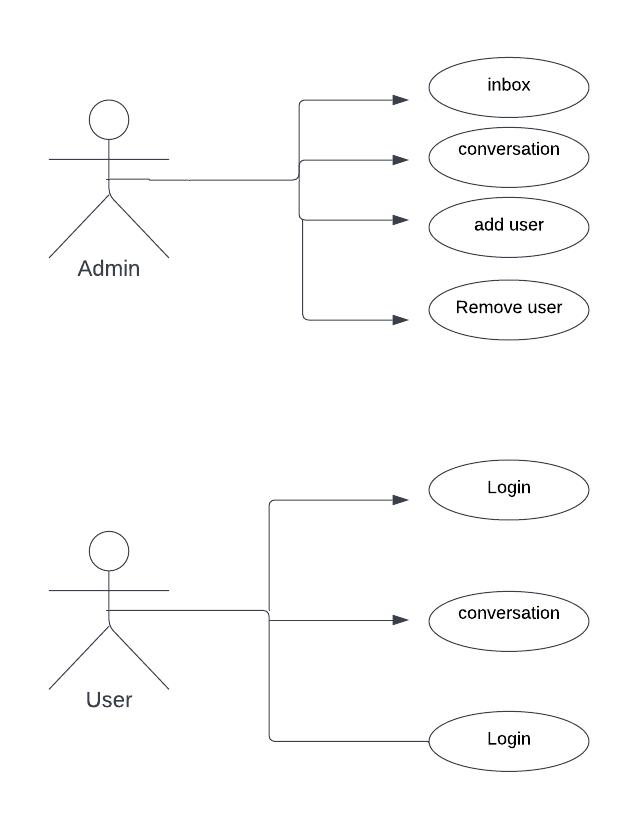 inbox
conversation
add user
Admin
Remove user
Login
conversation
User
Login